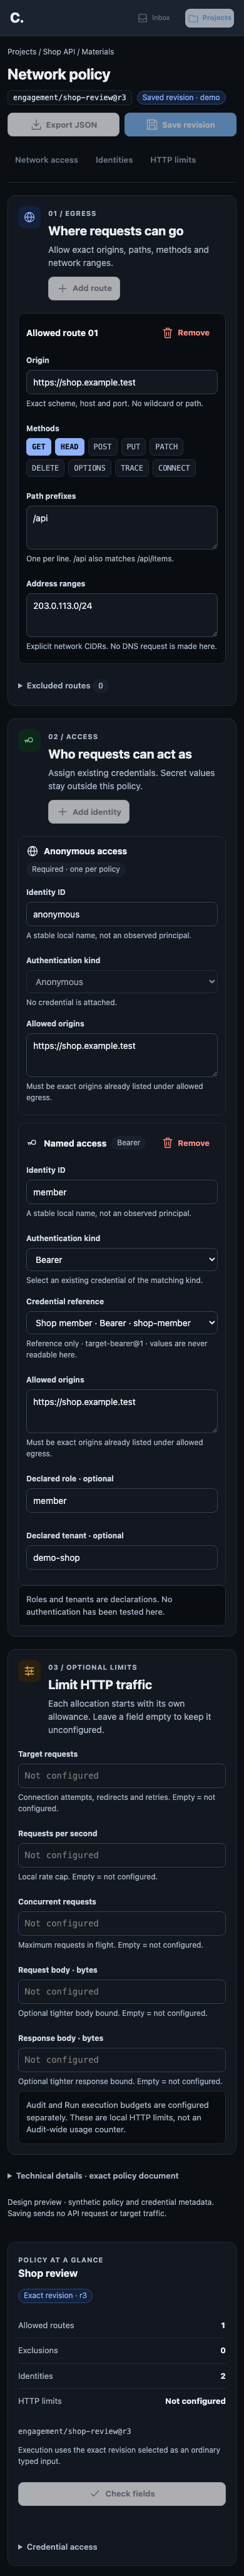 C.
Inbox
Projects
Projects / Shop API / Materials
Network policy
engagement/shop-review@r3
Saved revision · demo
Export JSON
Save revision
Network access
Identities
HTTP limits
01 / EGRESS
Where requests can go
Allow exact origins, paths, methods and
network ranges.
Add route
Allowed route 01
Remove
Origin
https://shop.example.test
Exact scheme, host and port. No wildcard or path.
Methods
GET HEAD POST PUT PATCH
DELETE OPTIONS TRACE CONNECT
Path prefixes
/api
One per line. /api also matches /api/items.
Address ranges
203.0.113.0/24
Explicit network CIDRs. No DNS request is made here.
Excluded routes 0
02 / ACCESS
Who requests can act as
Assign existing credentials. Secret values
stay outside this policy.
Add identity
Anonymous access
Required · one per policy
Identity ID
anonymous
A stable local name, not an observed principal.
Authentication kind
Anonymous
No credential is attached.
Allowed origins
https://shop.example.test
Must be exact origins already listed under allowed
egress.
Named access
Bearer
Remove
Identity ID
member
A stable local name, not an observed principal.
Authentication kind
Bearer
Select an existing credential of the matching kind.
Credential reference
Shop member · Bearer · shop-member
Reference only · target-bearer@1 · values are never
readable here.
Allowed origins
https://shop.example.test
Must be exact origins already listed under allowed
egress.
Declared role · optional
member
Declared tenant · optional
demo-shop
Roles and tenants are declarations. No
authentication has been tested here.
03 / OPTIONAL LIMITS
Limit HTTP traffic
Each allocation starts with its own
allowance. Leave a field empty to keep it
unconfigured.
Target requests
Not configured
Connection attempts, redirects and retries. Empty = not
configured.
Requests per second
Not configured
Local rate cap. Empty = not configured.
Concurrent requests
Not configured
Maximum requests in flight. Empty = not configured.
Request body · bytes
Not configured
Optional tighter body bound. Empty = not configured.
Response body · bytes
Not configured
Optional tighter response bound. Empty = not configured.
Audit and Run execution budgets are configured
separately. These are local HTTP limits, not an
Audit-wide usage counter.
Technical details · exact policy document
Design preview · synthetic policy and credential metadata.
Saving sends no API request or target traffic.
POLICY AT A GLANCE
Shop review
Exact revision · r3
Allowed routes 1
Exclusions 0
Identities 2
HTTP limits Not configured
engagement/shop-review@r3
Execution uses the exact revision selected as an ordinary
typed input.
Check fields
Credential access